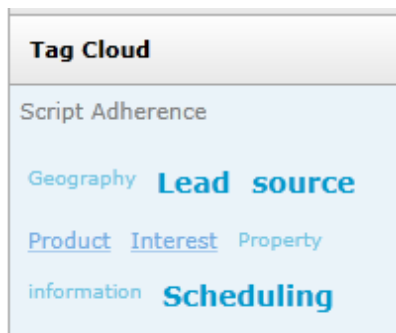 Tag Cloud
Script Adherence
Geography Lead source
Product Interest Property
information Scheduling